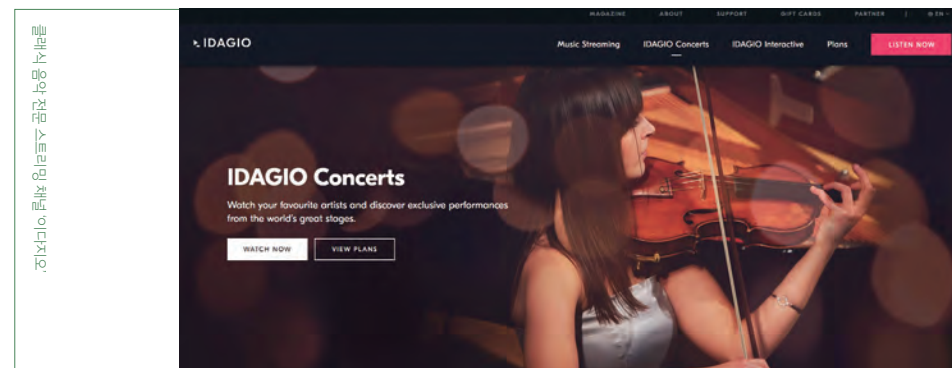 클래식 음악 전문 스트리밍 채널 '이다지오'
MAGAZINE ABOUT SUPPORT GIFT CARDS PARTNER | EN
IDAGIO
Music Streaming IDAGIO Concerts IDAGIO Interactive Plans LISTEN NOW
IDAGIO Concerts
Watch your favourite artists and discover exclusive performances
from the world's great stages.
WATCH NOW VIEW PLANS